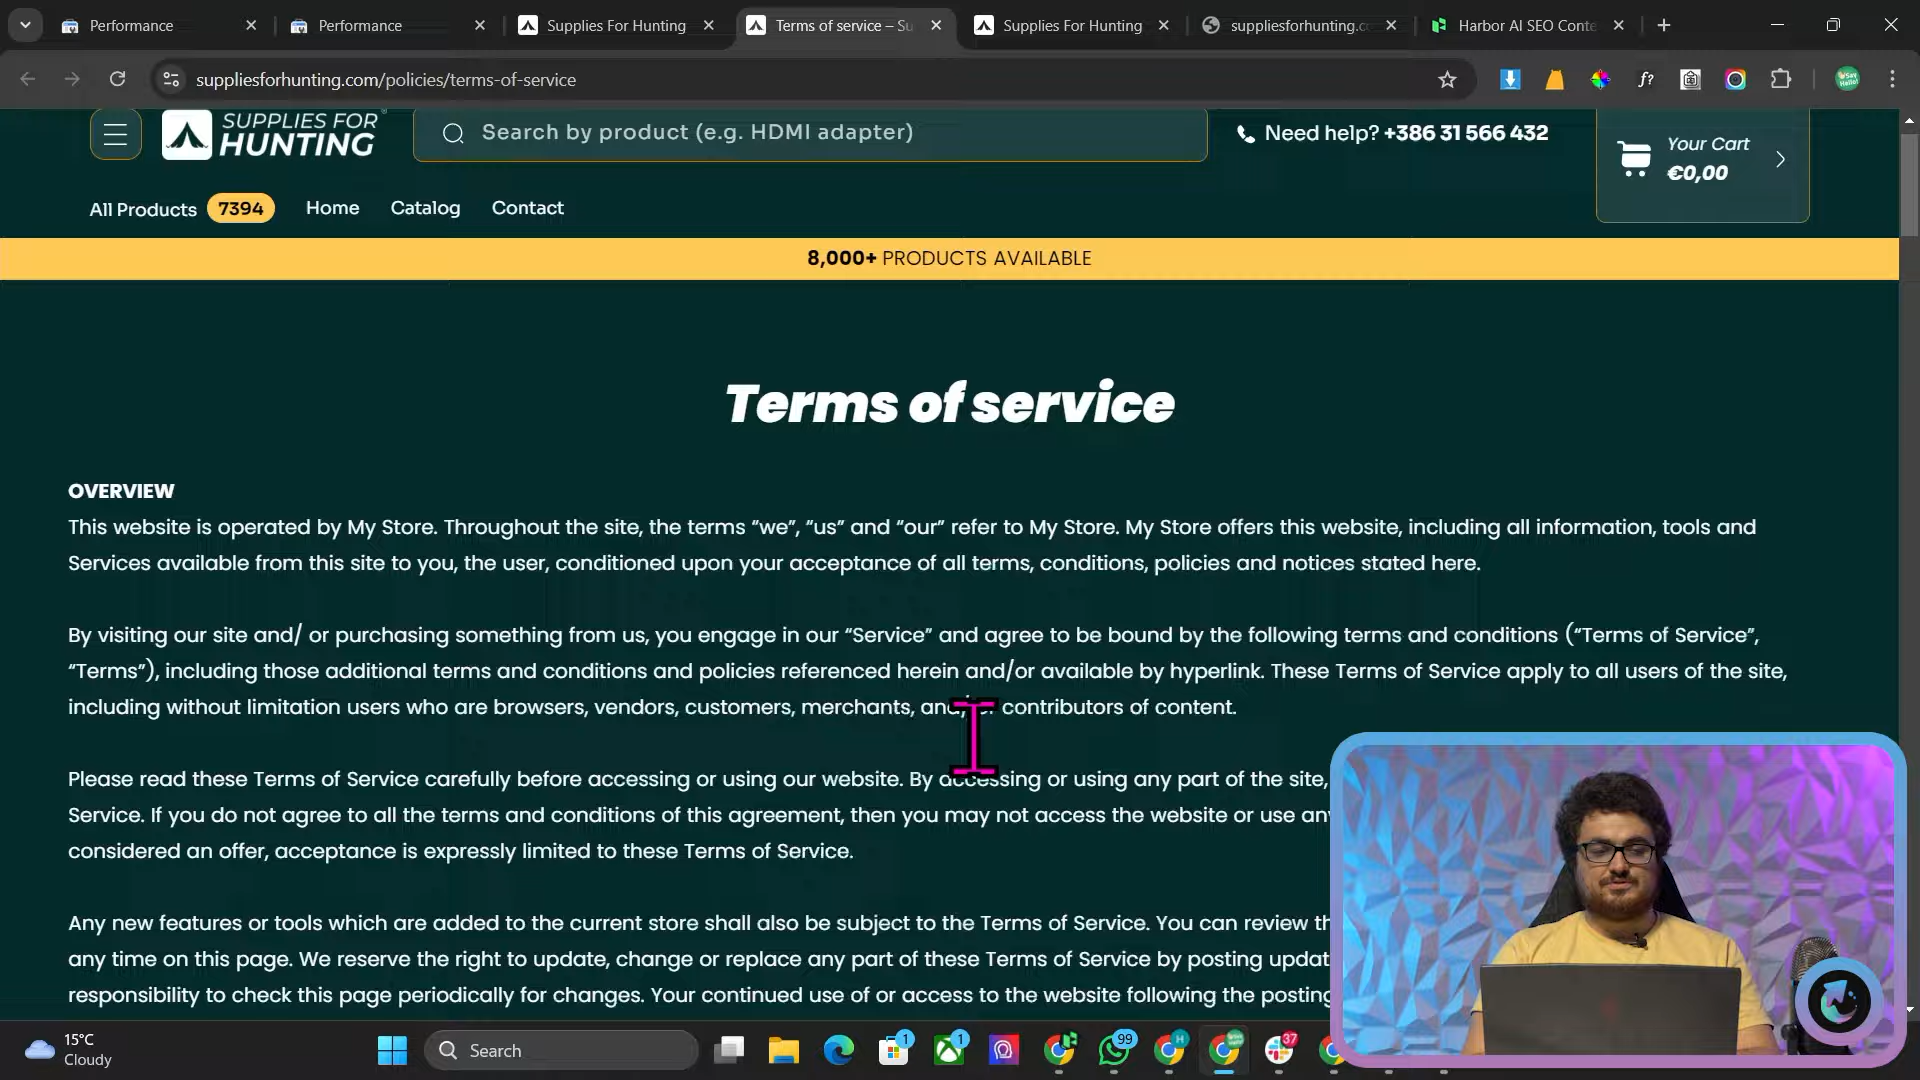 Performance
Performance
Supplies For Hunting
Terms of service – Su
Supplies For Hunting
suppliesforhunting.c
Harbor AI SEO Conte
suppliesforhunting.com/policies/terms-of-service
f?
SUPPLIES FOR
HUNTING
Search by product (e.g. HDMI adapter)
Need help? +386 31 566 432
Your Cart
€0,00
All Products 7394 Home Catalog Contact
8,000+ PRODUCTS AVAILABLE
Terms of service
OVERVIEW
This website is operated by My Store. Throughout the site, the terms “we”, “us” and “our” refer to My Store. My Store offers this website, including all information, tools and
Services available from this site to you, the user, conditioned upon your acceptance of all terms, conditions, policies and notices stated here.
By visiting our site and/ or purchasing something from us, you engage in our “Service” and agree to be bound by the following terms and conditions (“Terms of Service”,
“Terms”), including those additional terms and conditions and policies referenced herein and/or available by hyperlink. These Terms of Service apply to all users of the site,
including without limitation users who are browsers, vendors, customers, merchants, and/or contributors of content.
Please read these Terms of Service carefully before accessing or using our website. By accessing or using any part of the site,
Service. If you do not agree to all the terms and conditions of this agreement, then you may not access the website or use any
considered an offer, acceptance is expressly limited to these Terms of Service.
Any new features or tools which are added to the current store shall also be subject to the Terms of Service. You can review th
any time on this page. We reserve the right to update, change or replace any part of these Terms of Service by posting updat
responsibility to check this page periodically for changes. Your continued use of or access to the website following the posting
15°C
Cloudy
Search
1
1
99
H
37